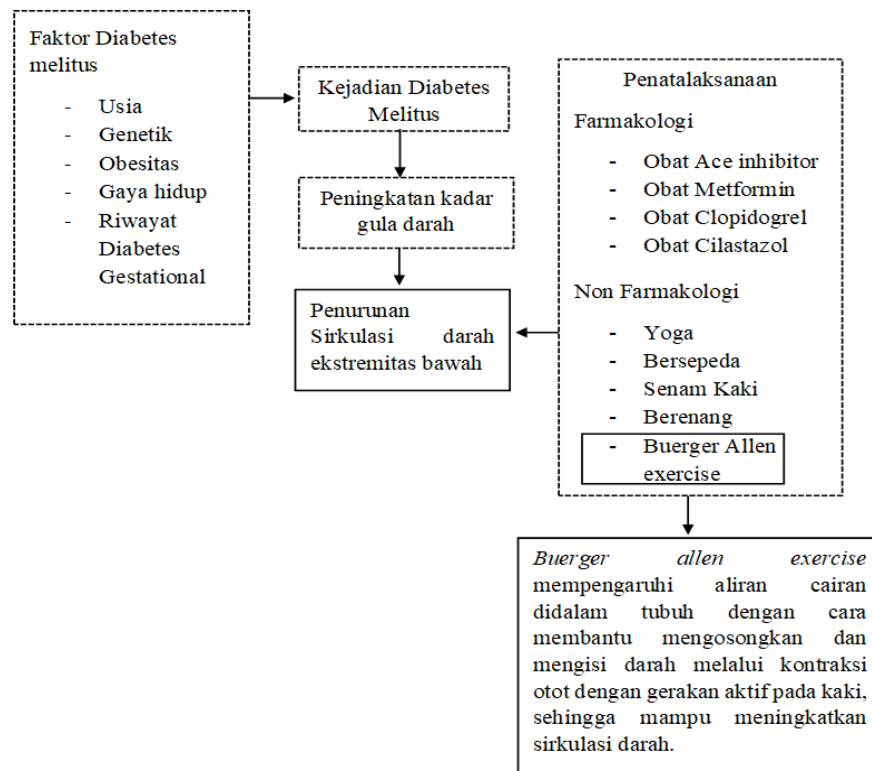 Faktor Diabetes
melitus
- Usia
- Genetik
- Obesitas
- Gaya hidup
- Riwayat
Diabetes
Gestational
Kejadian Diabetes
Melitus
Peningkatan kadar
gula darah
Penurunan
Sirkulasi darah
ekstremitas bawah
Penatalaksanaan
Farmakologi
- Obat Ace inhibitor
- Obat Metformin
- Obat Clopidogrel
- Obat Cilastazol
Non Farmakologi
- Yoga
- Bersepeda
- Senam Kaki
- Berenang
- Buerger Allen
exercise
Buerger allen exercise
mempengaruhi aliran cairan
didalam tubuh dengan cara
membantu mengosongkan dan
mengisi darah melalui kontraksi
otot dengan gerakan aktif pada kaki,
sehingga mampu meningkatkan
sirkulasi darah.